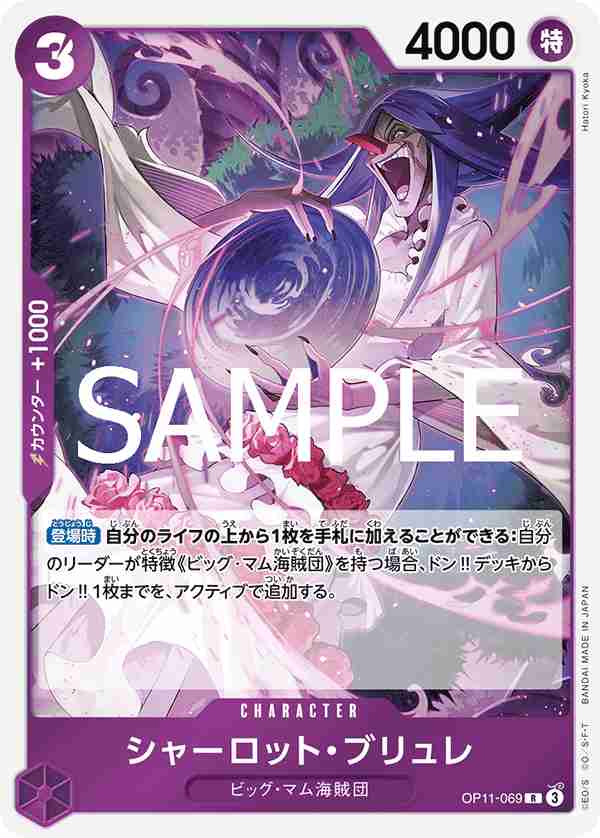 3
4000
特
Hatori Kyoka
カウンター +1000
SAMPLE
登場時 自分のライフの上から1枚を手札に加えることができる:自分
のリーダーが特徴《ビッグ・マム海賊団》を持つ場合、ドン!!デッキから
ドン!!1枚までを、アクティブで追加する。
CHARACTER
シャーロット・ブリュレ
ビッグ・マム海賊団
OP11-069 R 3
©E.O/S ©O/S・F・T BANDAI MADE IN JAPAN